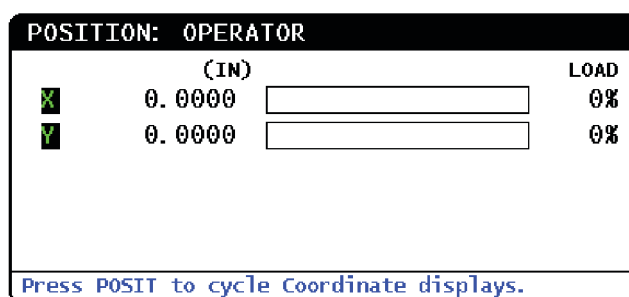 POSITION: OPERATOR
(IN) LOAD
X 0.0000 0%
Y 0.0000 0%
Press POSIT to cycle Coordinate displays.